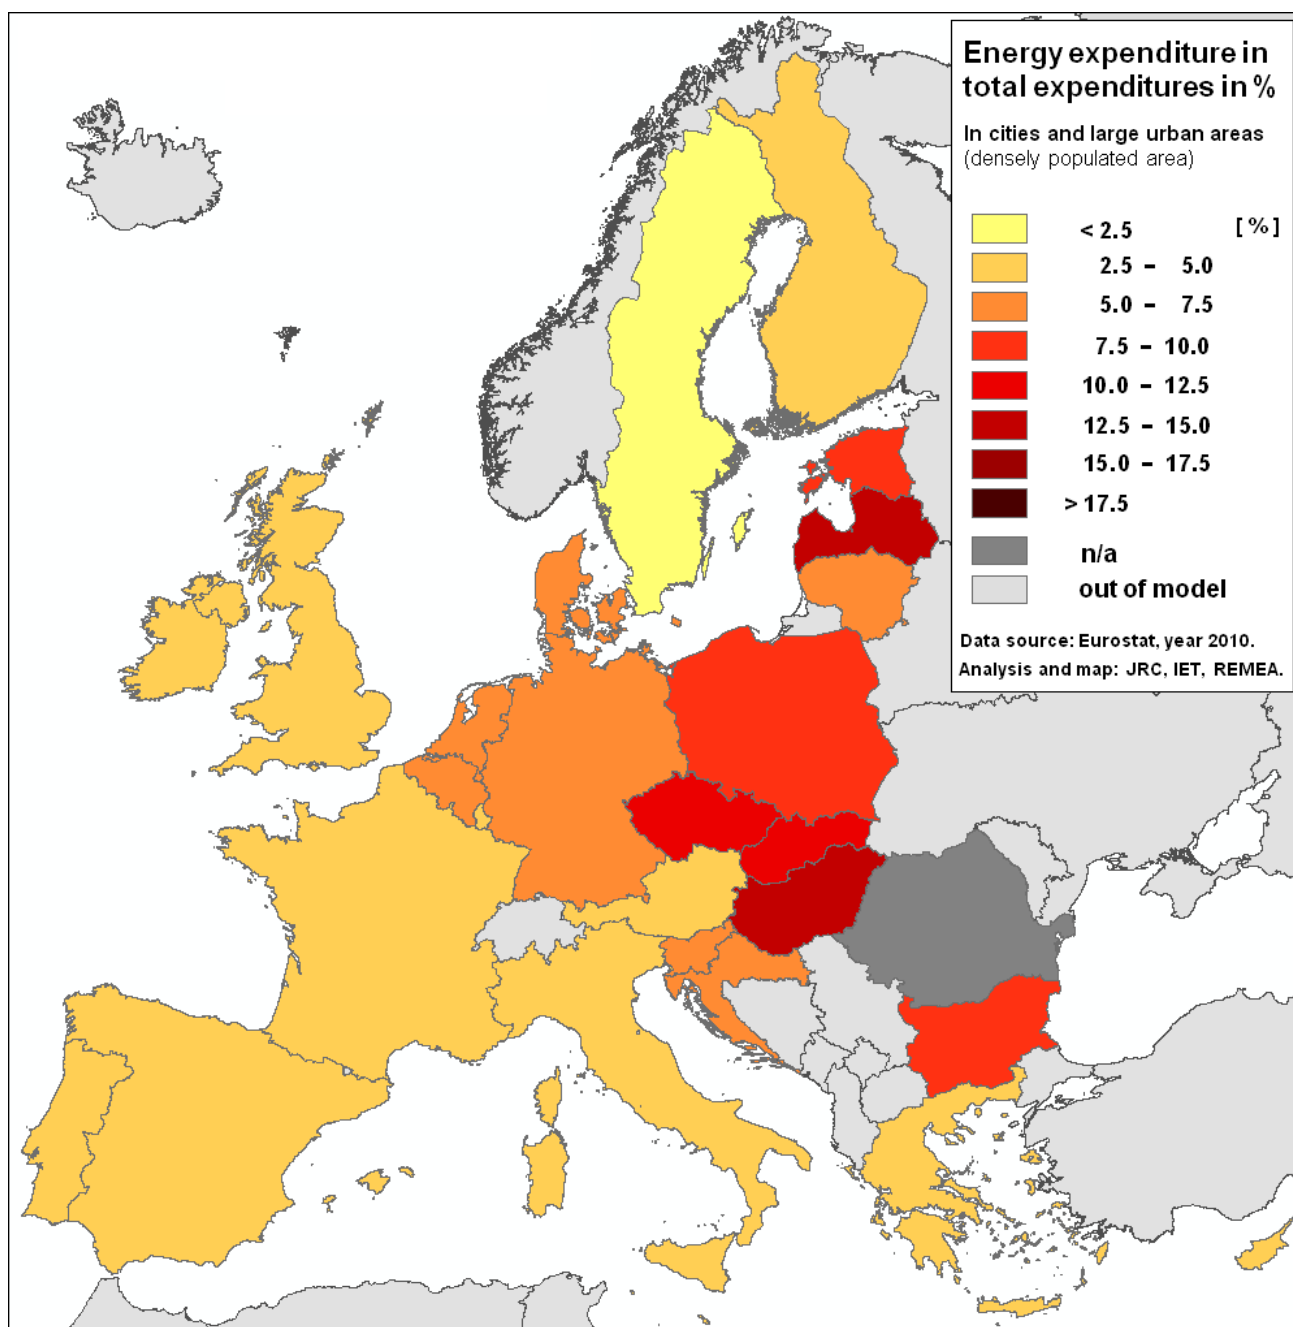 Energy expenditure in
total expenditures in %
In cities and large urban areas
(densely populated area)
< 2.5 [ % ]
2.5 – 5.0
5.0 – 7.5
7.5 – 10.0
10.0 – 12.5
12.5 – 15.0
15.0 – 17.5
> 17.5
n/a
out of model
Data source: Eurostat, year 2010.
Analysis and map: JRC, IET, REMEA.